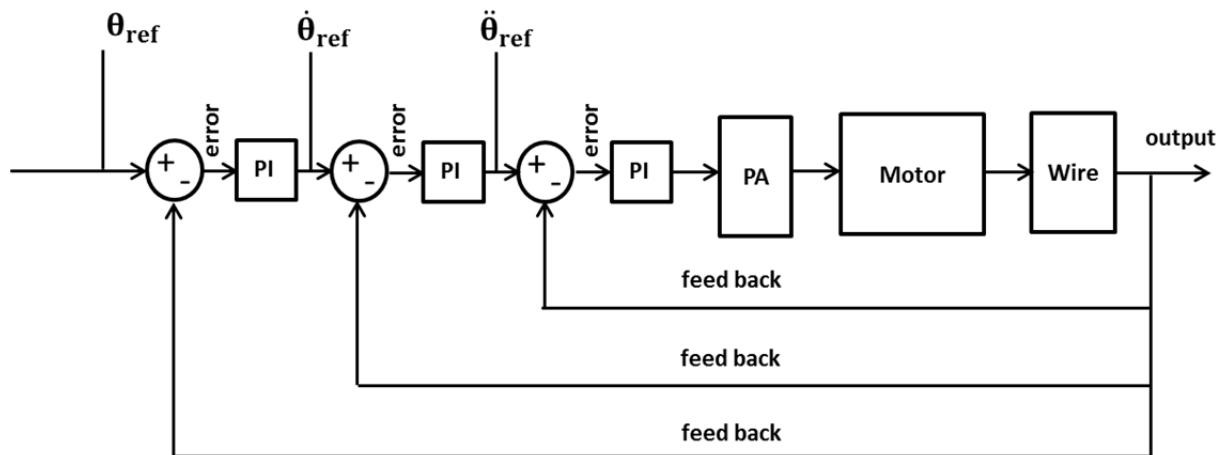 θref
θ̇ref
θ̈ref
error
error
error
+
-
PI
+
-
PI
+
-
PI
PA
Motor
Wire
output
feed back
feed back
feed back